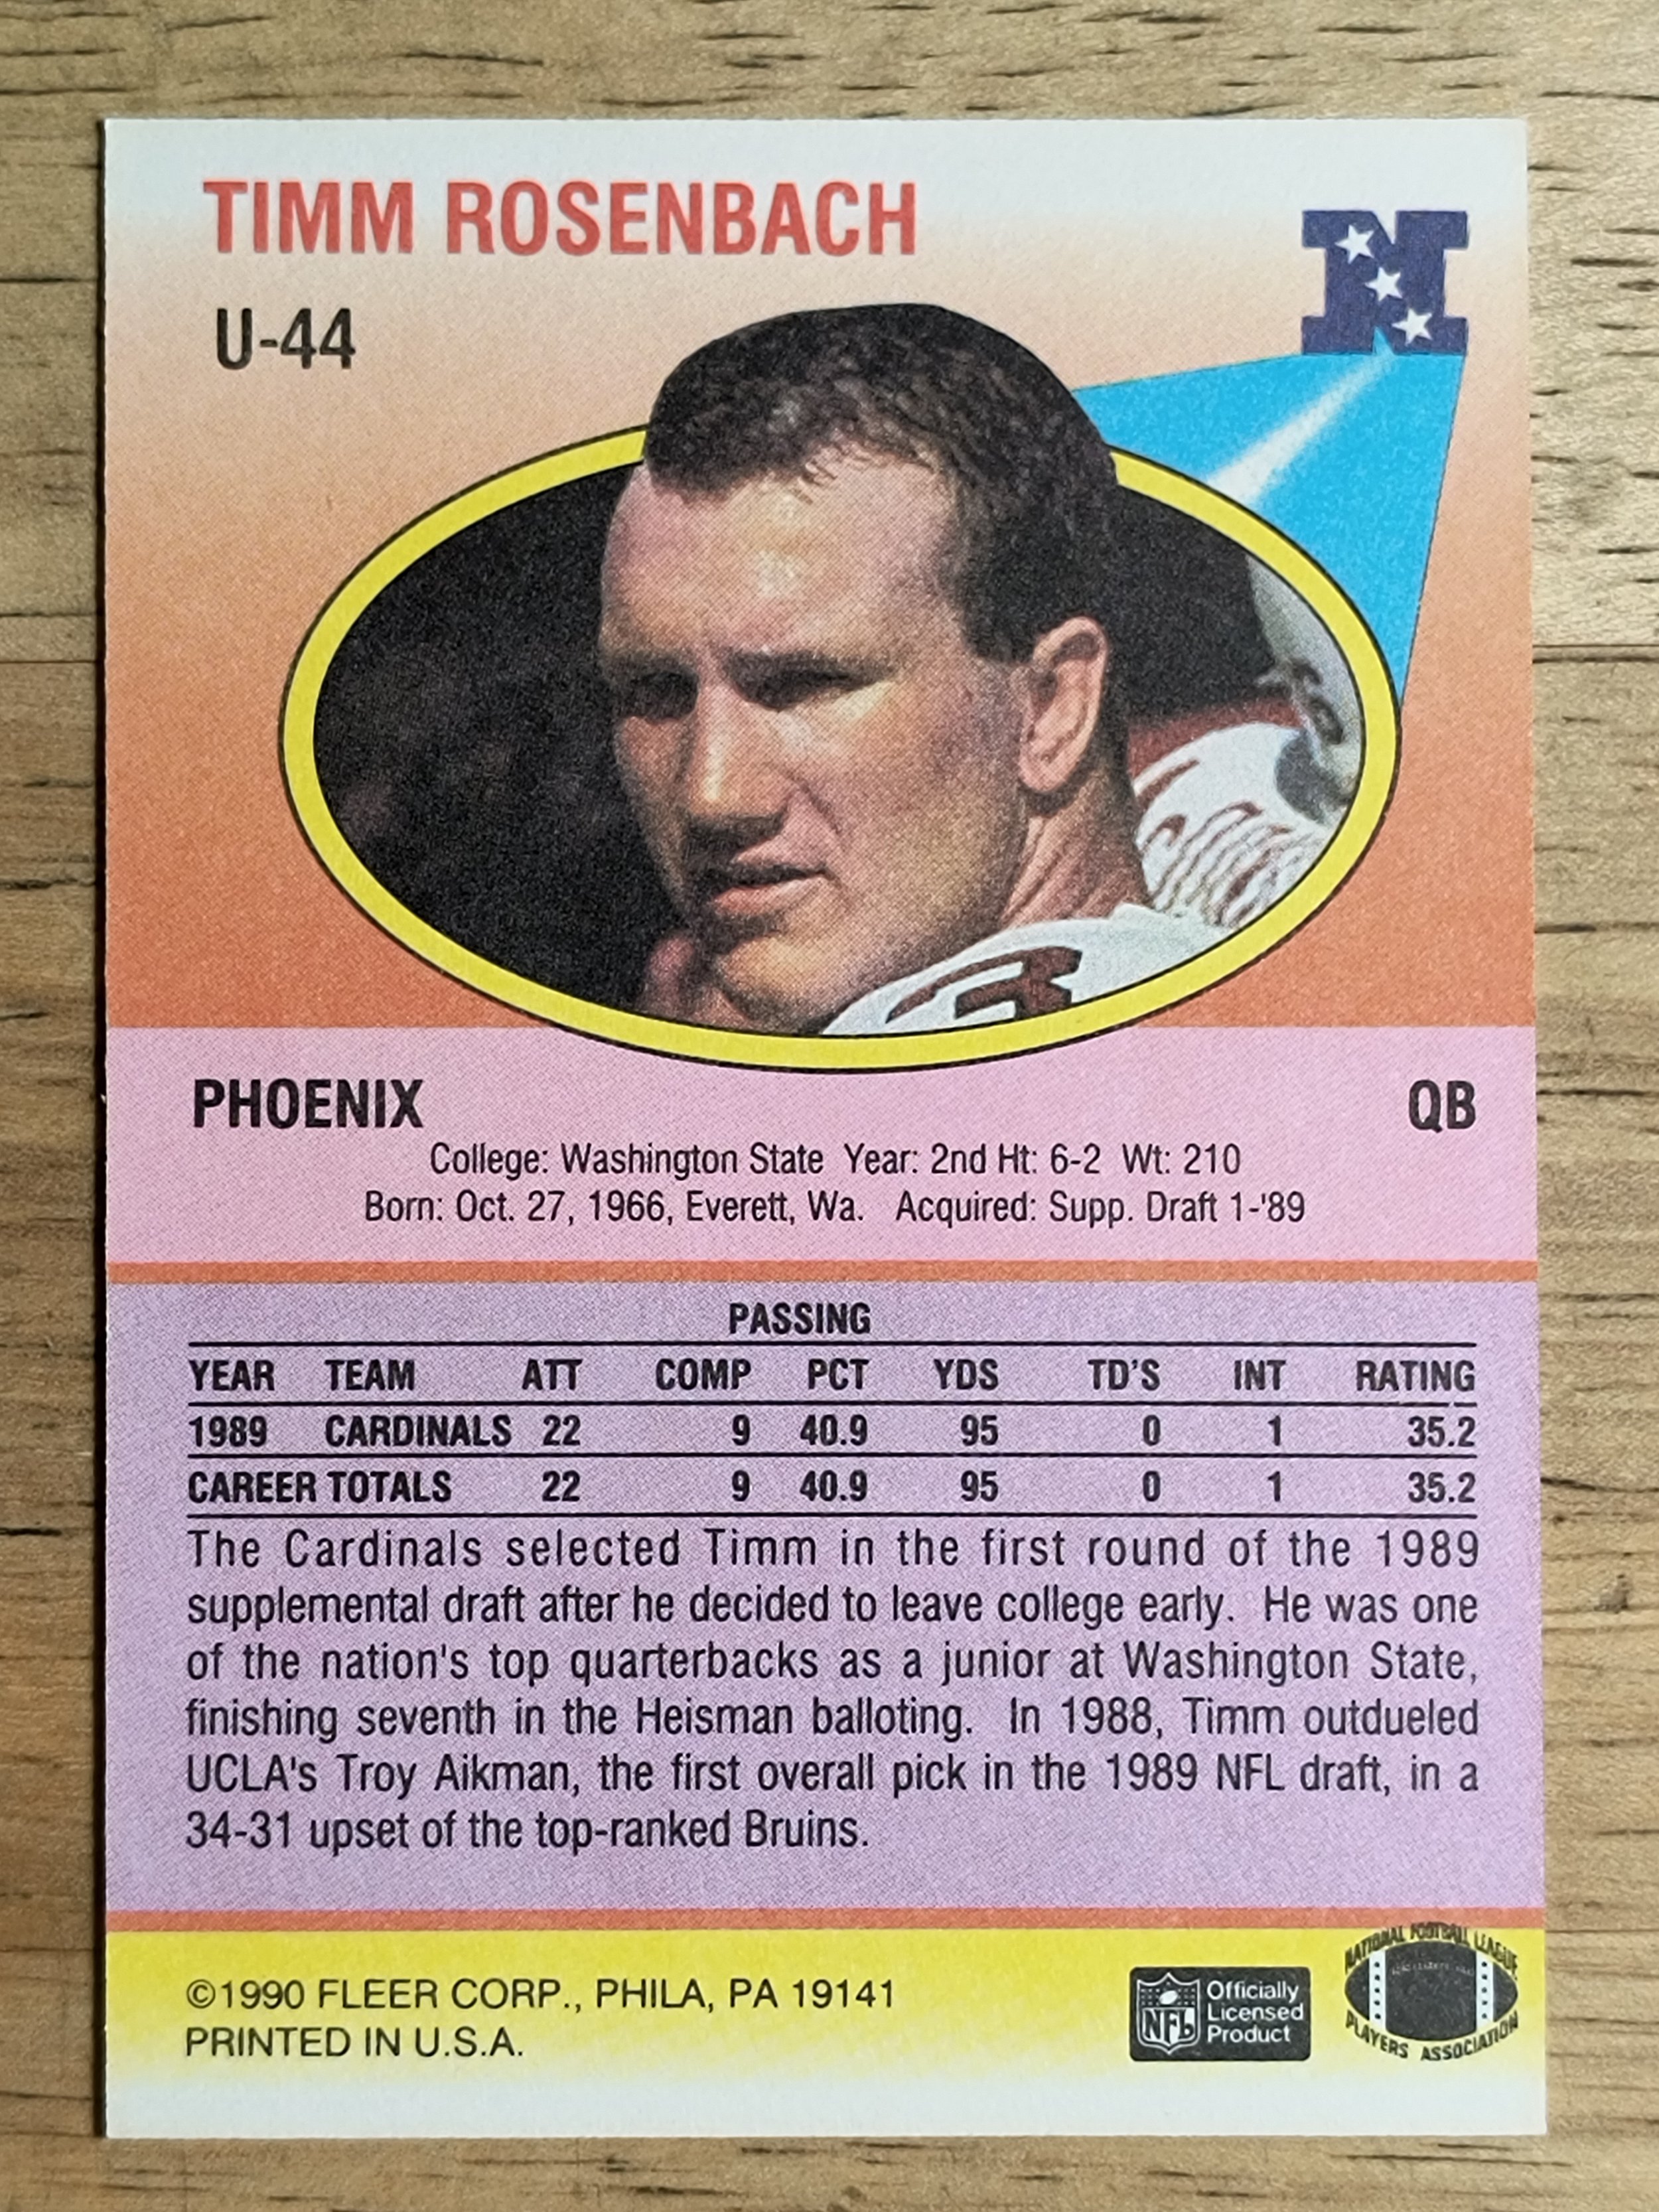 TIMM ROSENBACH
N
U-44
3
PHOENIX QB
College: Washington State Year: 2nd Ht: 6-2 Wt: 210
Born: Oct. 27, 1966, Everett, Wa. Acquired: Supp. Draft 1-'89
PASSING
YEAR TEAM ATT COMP PCT YDS TD'S INT RATING
1989 CARDINALS 22 9 40.9 95 0 1 35.2
CAREER TOTALS 22 9 40.9 95 0 1 35.2
The Cardinals selected Timm in the first round of the 1989
supplemental draft after he decided to leave college early. He was one
of the nation's top quarterbacks as a junior at Washington State,
finishing seventh in the Heisman balloting. In 1988, Timm outdueled
UCLA's Troy Aikman, the first overall pick in the 1989 NFL draft, in a
34-31 upset of the top-ranked Bruins.
©1990 FLEER CORP., PHILA, PA 19141
PRINTED IN U.S.A.
NFL
Officially
Licensed
Product
NATIONAL FOOTBALL LEAGUE
PLAYERS ASSOCIATION